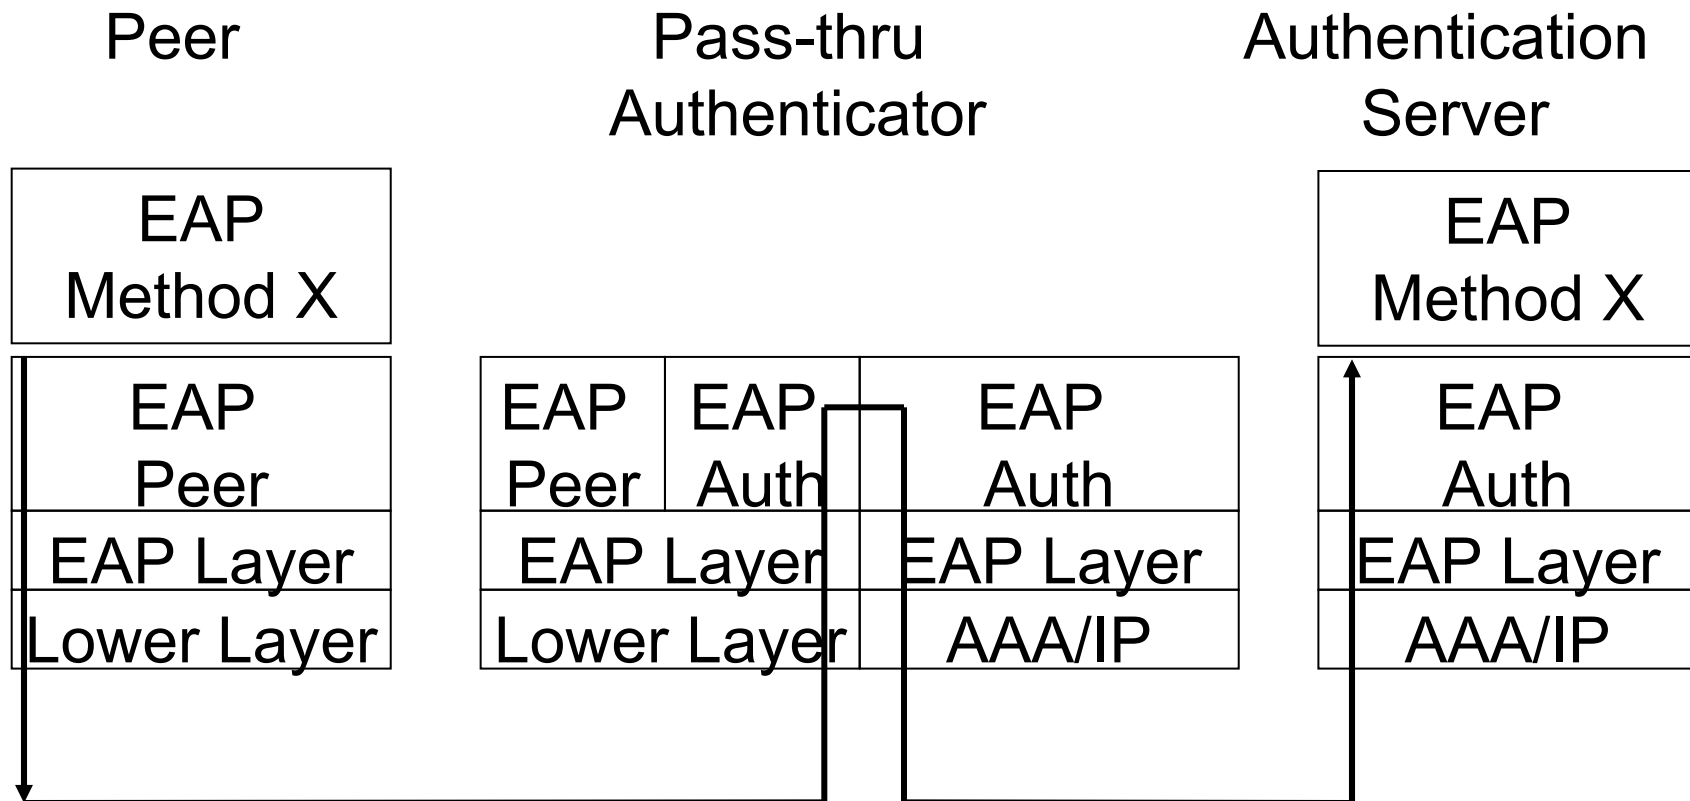 Peer
Pass-thru
Authenticator
Authentication
Server
EAP
Method X
EAP
Method X
EAP
Peer
EAP
Peer
EAP
Auth
EAP
Auth
EAP
Auth
EAP Layer
EAP Layer
EAP Layer
EAP Layer
Lower Layer
Lower Layer
AAA/IP
AAA/IP